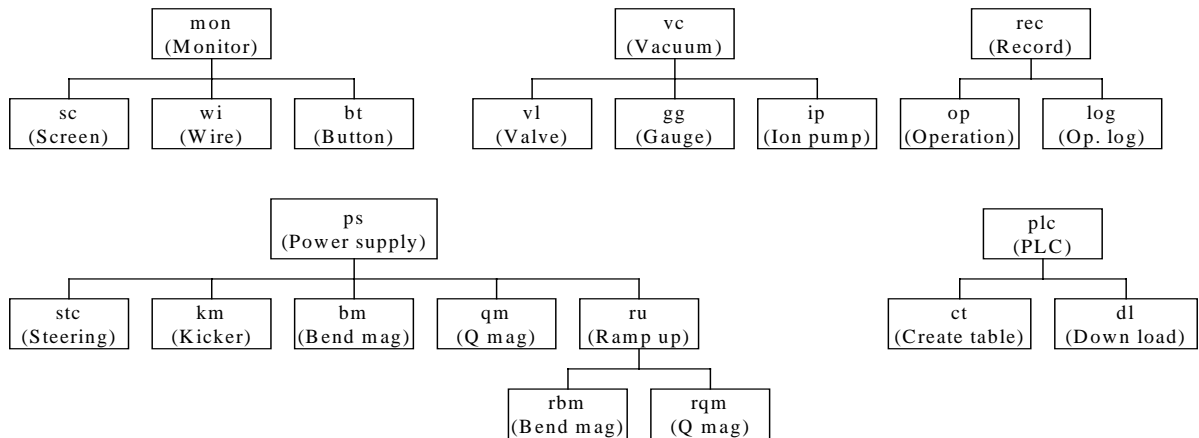 mon
(Monitor)
sc
(Screen)
wi
(Wire)
bt
(Button)
vc
(Vacuum)
vl
(Valve)
gg
(Gauge)
ip
(Ion pump)
rec
(Record)
op
(Operation)
log
(Op. log)
ps
(Power supply)
stc
(Steering)
km
(Kicker)
bm
(Bend mag)
qm
(Q mag)
ru
(Ramp up)
rbm
(Bend mag)
rqm
(Q mag)
plc
(PLC)
ct
(Create table)
dl
(Down load)